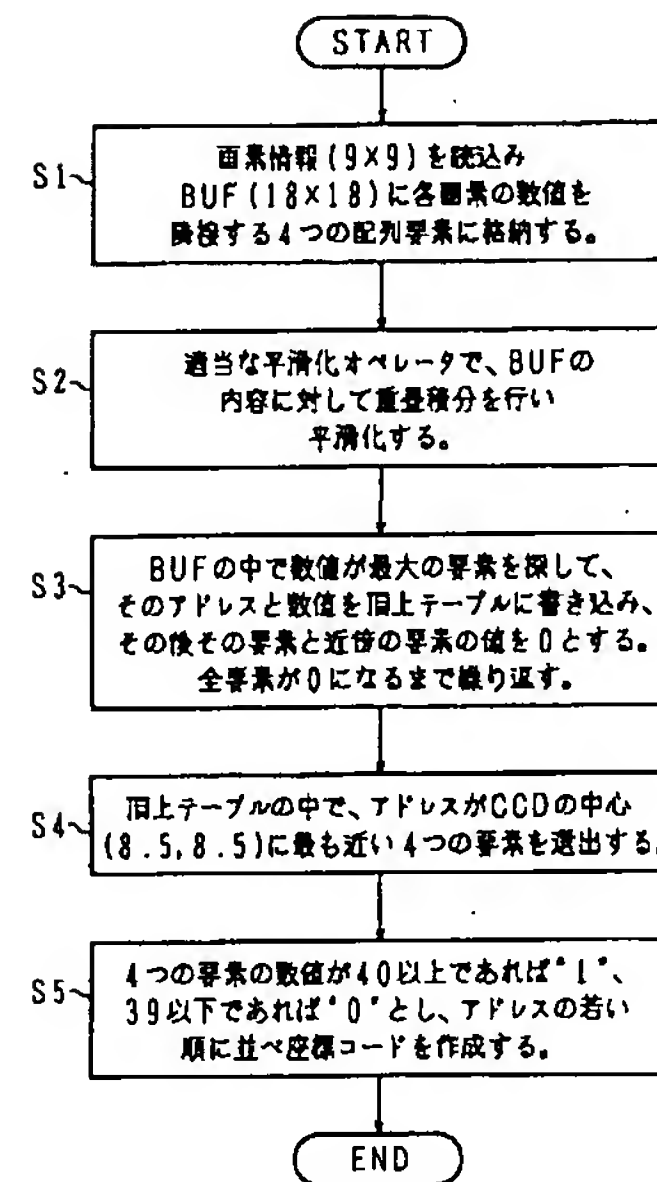 START
S1
画素情報(9×9)を読込み
BUF(18×18)に各画素の数値を
隣接する4つの配列要素に格納する。
S2
適当な平滑化オペレータで、BUFの
内容に対して重畳積分を行い
平滑化する。
S3
BUFの中で数値が最大の要素を探して、
そのアドレスと数値を頂上テーブルに書き込み、
その後その要素と近傍の要素の値を0とする。
全要素が0になるまで繰り返す。
S4
頂上テーブルの中で、アドレスがCCDの中心
(8.5,8.5)に最も近い4つの要素を選出する。
S5
4つの要素の数値が40以上であれば"1"、
39以下であれば"0"とし、アドレスの若い
順に並べ座標コードを作成する。
END